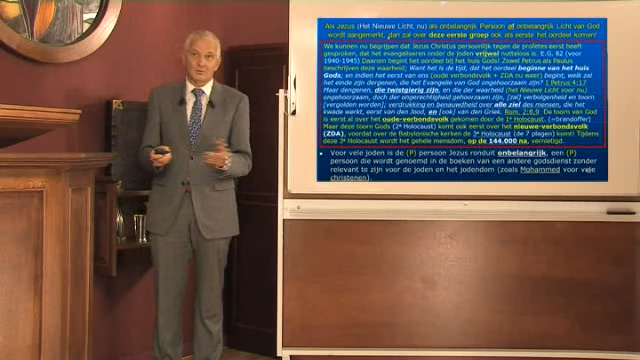 Als Jezus (Het Nieuwe Licht, nu) als onbelangrijk Persoon of onbelangrijk Licht van God
wordt aangemerkt, dan zal over deze eerste groep ook als eerste het oordeel komen!
We kunnen nu begrijpen dat Jezus Christus persoonlijk tegen de profetes eerst heeft
gesproken, dat het evangeliseren onder de joden vrijwel nutteloos is. E.G. 82 (voor
1940-1945) Daarom begint het oordeel bij het huis Gods! Zowel Petrus als Paulus
beschrijven deze waarheid; Want het is de tijd, dat het oordeel beginne van het huis
Gods; en indien het eerst van ons (oude verbondsvolk + ZDA nu weer) begint, welk zal
het einde zijn dergenen, die het Evangelie van God ongehoorzaam zijn? 1 Petrus 4:17
Maar dengenen, die twistgierig zijn, en die der waarheid (het Nieuwe Licht voor nu)
ongehoorzaam, doch der ongerechtigheid gehoorzaam zijn, [zal] verbolgenheid en toorn
[vergolden worden]; verdrukking en benauwdheid over alle ziel des mensen, die het
kwade werkt, eerst van den Jood, en [ook] van den Griek. Rom. 2:8,9 De toorn van God
is eerst al over het oude-verbondsvolk gekomen door de 1e Holocaust. (=brandoffer)
Maar deze toorn Gods (2e Holocaust) komt ook eerst over het nieuwe-verbondsvolk
(ZDA), voordat over de Babylonische kerken de 3e Holocaust (de 7 plagen) komt! Tijdens
deze 3e Holocaust wordt het gehele mensdom, op de 144.000 na, vernietigd.
• Voor vele joden is de (P) persoon Jezus ronduit onbelangrijk, een (P)
persoon die wordt genoemd in de boeken van een andere godsdienst zonder
relevant te zijn voor de joden en het jodendom (zoals Mohammed voor vele
christenen).